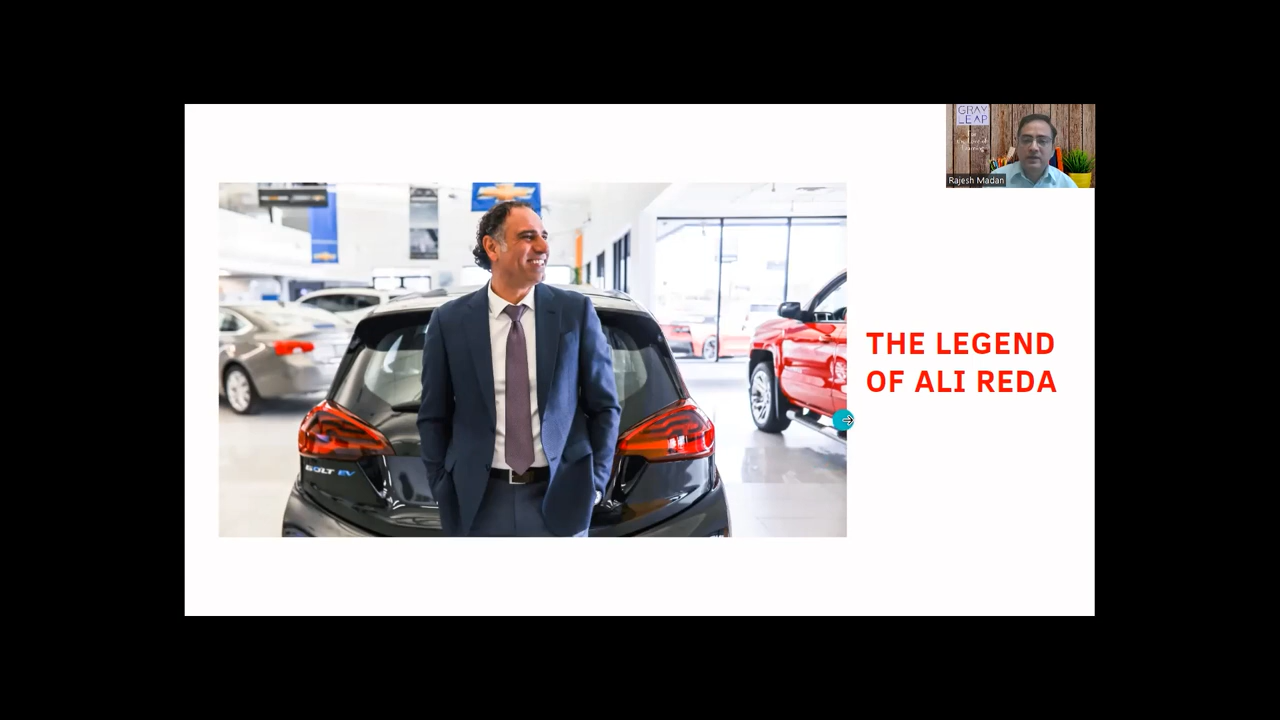 GRAY
LEAP
Rajesh Madan
THE LEGEND
OF ALI REDA
BOLT EV